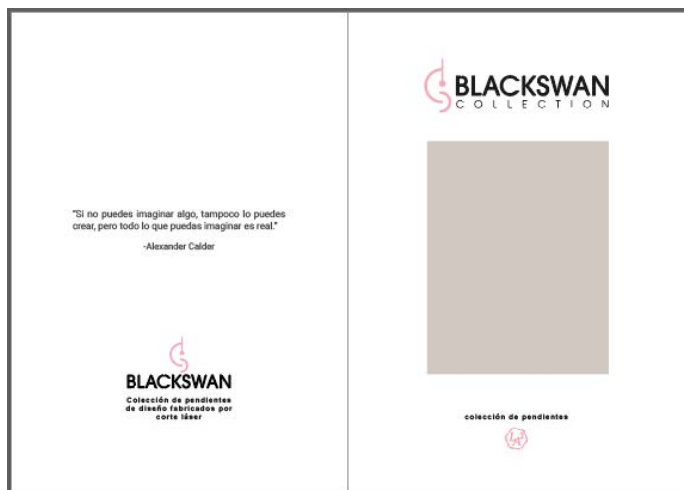 “Si no puedes imaginar algo, tampoco lo puedes
crear, pero todo lo que puedas imaginar es real.”
-Alexander Calder
BLACKSWAN
Colección de pendientes
de diseño fabricados por
corte láser
BLACKSWAN
COLLECTION
colección de pendientes